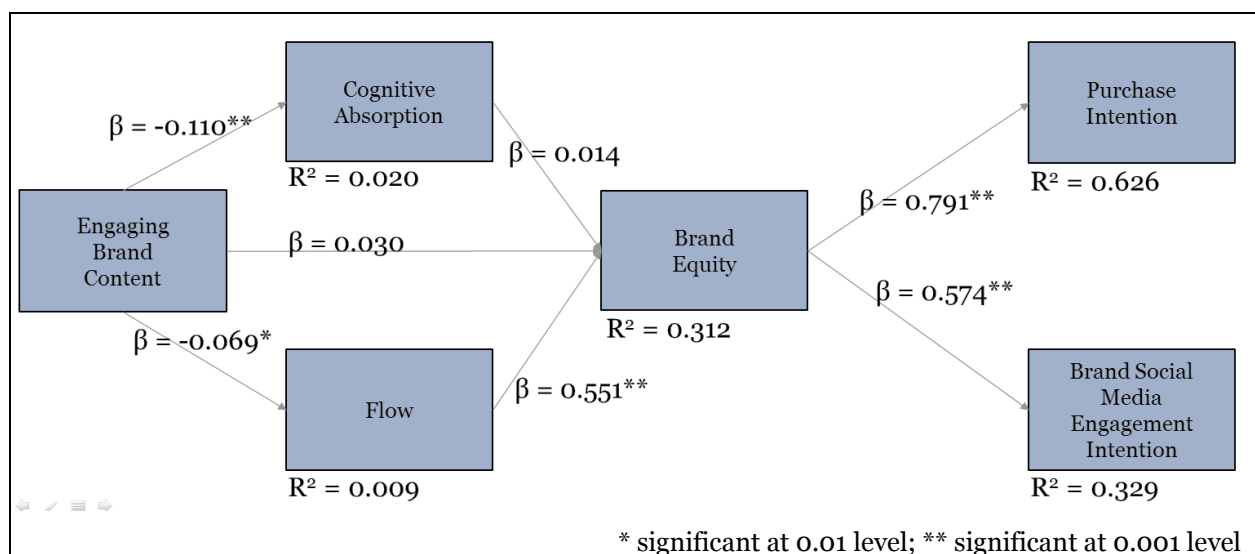 Cognitive
Absorption
Purchase
Intention
β = -0.110**
β = 0.014
R² = 0.020
R² = 0.626
β = 0.791**
Engaging
Brand
Content
β = 0.030
Brand
Equity
β = 0.574**
R² = 0.312
β = -0.069*
Flow
β = 0.551**
Brand Social
Media
Engagement
Intention
R² = 0.009
R² = 0.329
* significant at 0.01 level; ** significant at 0.001 level